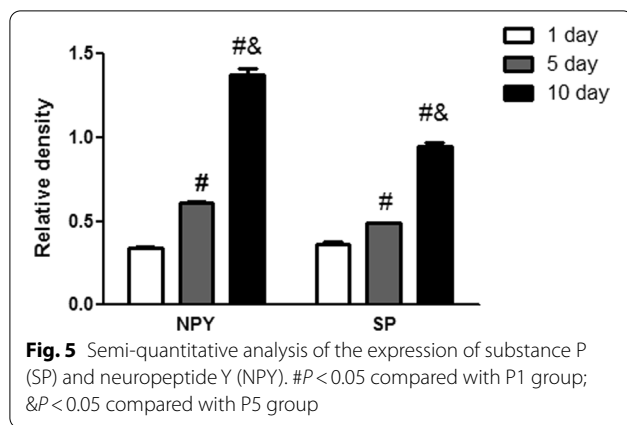 1 day
5 day
10 day
Relative density
1.5
1.0
0.5
0.0
#
#&
#
#&
NPY
SP
Fig. 5 Semi-quantitative analysis of the expression of substance P
(SP) and neuropeptide Y (NPY). #P < 0.05 compared with P1 group;
&P < 0.05 compared with P5 group